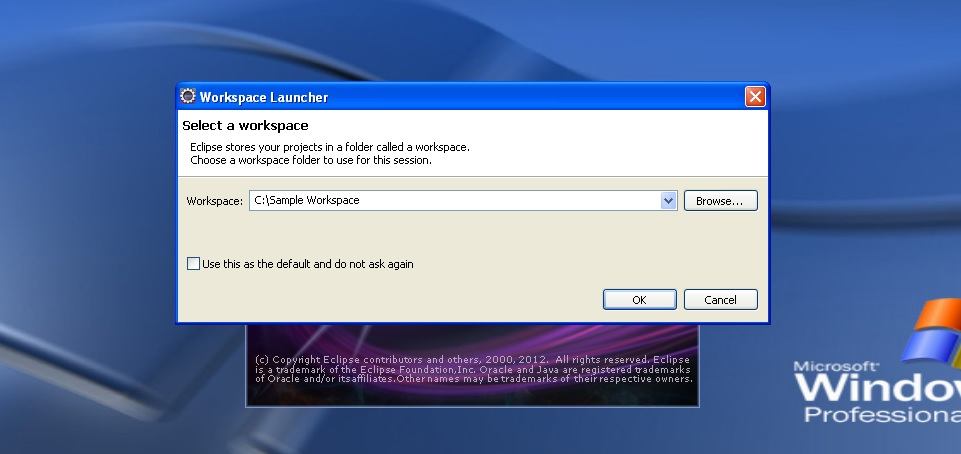 Workspace Launcher
Select a workspace
Eclipse stores your projects in a folder called a workspace.
Choose a workspace folder to use for this session.
Workspace: C:\Sample Workspace Browse...
Use this as the default and do not ask again
OK Cancel
(c) Copyright Eclipse contributors and others, 2000, 2012. All rights reserved. Eclipse
is a trademark of the Eclipse Foundation,Inc. Oracle and Java are registered trademarks
of Oracle and/or its affiliates.Other names may be trademarks of their respective owners.
Microsoft
Window
Professiona